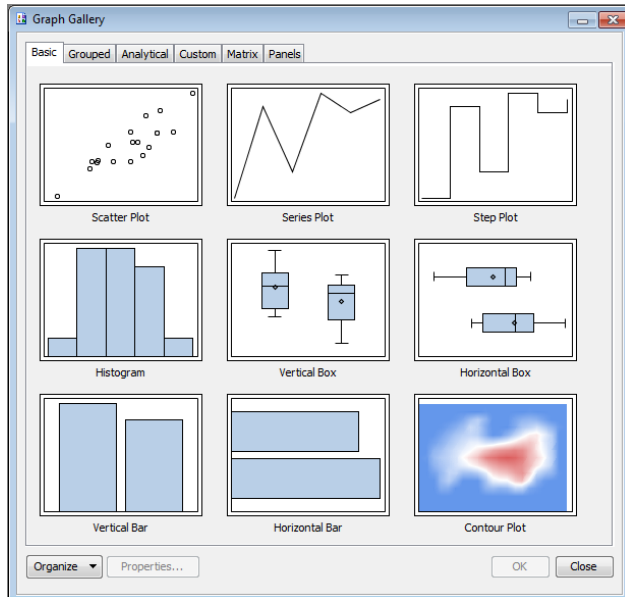 Graph Gallery
Basic Grouped Analytical Custom Matrix Panels
Scatter Plot Series Plot Step Plot
Histogram Vertical Box Horizontal Box
Vertical Bar Horizontal Bar Contour Plot
Organize Properties... OK Close